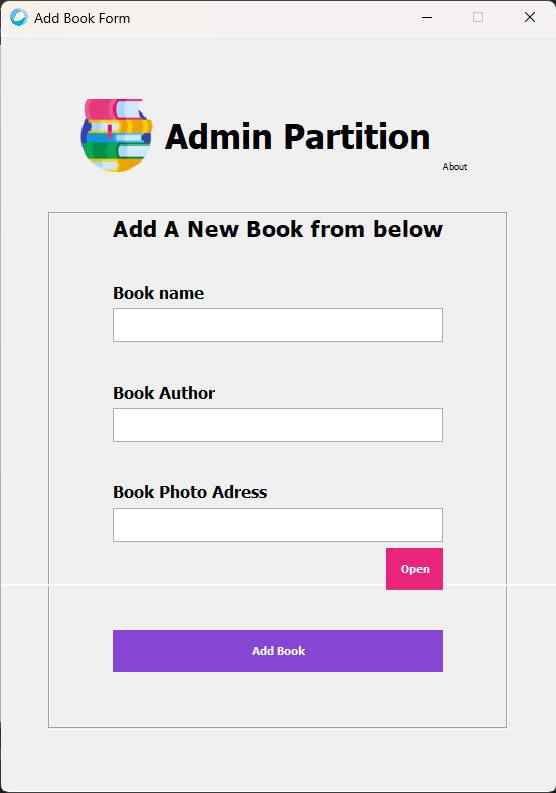 Add Book Form
Admin Partition
About
Add A New Book from below
Book name
Book Author
Book Photo Adress
Open
Add Book